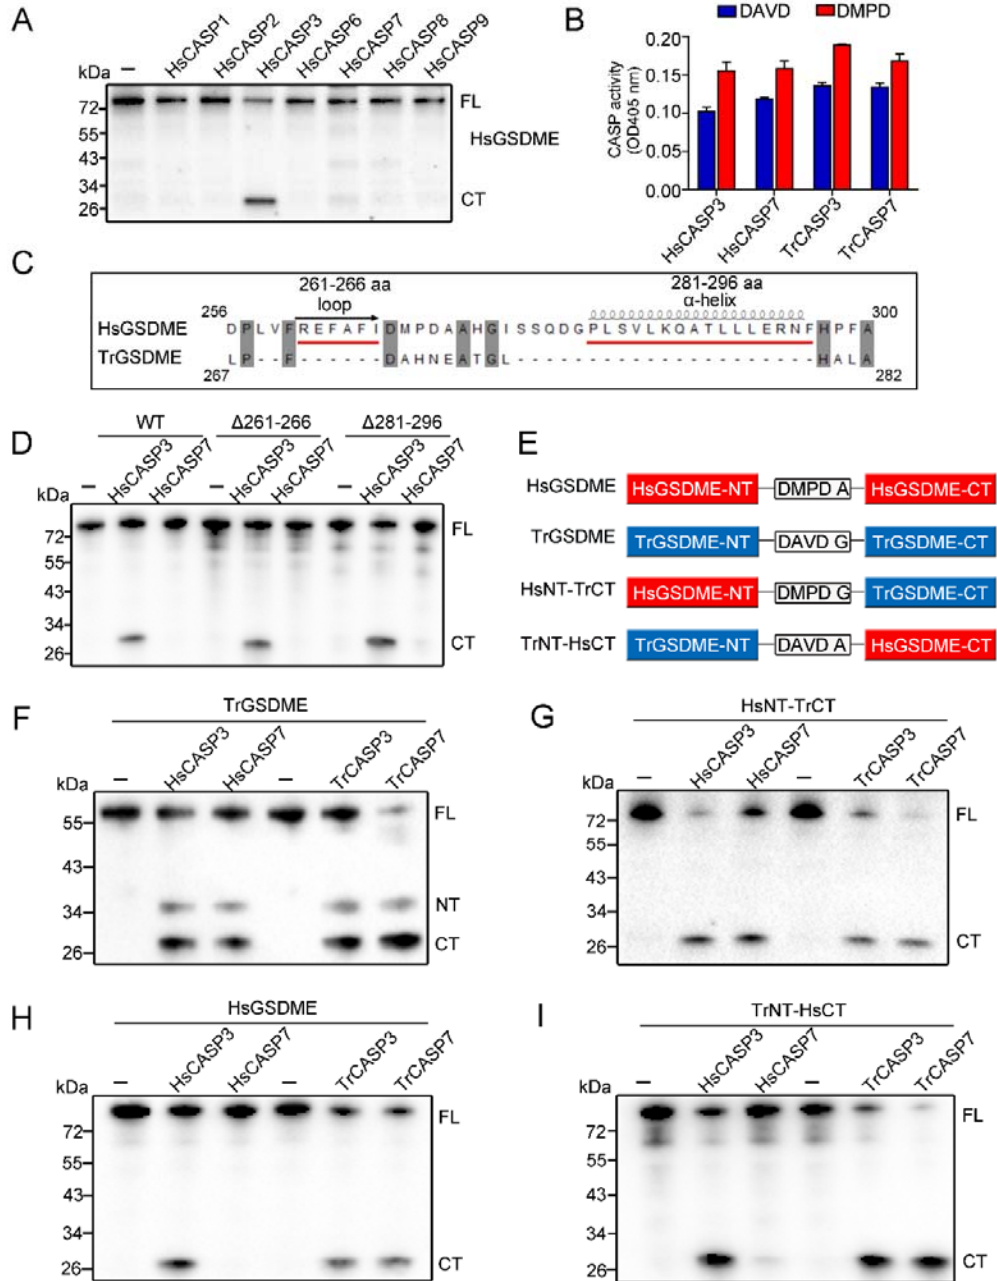 A
HsCASP1
HsCASP2
HsCASP3
HsCASP6
HsCASP7
HsCASP8
HsCASP9
kDa
–
72
55
43
34
26
FL
HsGSDME
CT
B
DAVD DMPD
CASP activity
(OD405 nm)
0.20
0.15
0.10
0.05
0.00
HsCASP3
HsCASP7
TrCASP3
TrCASP7
C
261-266 aa
loop
281-296 aa
α-helix
256 300
HsGSDME D P L V F R E F A F I D M P D A A H G I S S Q D G P L S V L K Q A T L L L E R N F H P F A
TrGSDME L P - - F - - - - - - D A H N E A T G L - - - - - - - - - - - - - - - - - - - - - H A L A
267 282
D
WT Δ261-266 Δ281-296
– HsCASP3 HsCASP7 – HsCASP3 HsCASP7 – HsCASP3 HsCASP7
kDa
72
55
43
34
26
FL
CT
E
HsGSDME HsGSDME-NT DMPD A HsGSDME-CT
TrGSDME TrGSDME-NT DAVD G TrGSDME-CT
HsNT-TrCT HsGSDME-NT DMPD G TrGSDME-CT
TrNT-HsCT TrGSDME-NT DAVD A HsGSDME-CT
F
TrGSDME
– HsCASP3 HsCASP7 – TrCASP3 TrCASP7
kDa
55
43
34
26
FL
NT
CT
G
HsNT-TrCT
– HsCASP3 HsCASP7 – TrCASP3 TrCASP7
kDa
72
55
43
34
26
FL
CT
H
HsGSDME
– HsCASP3 HsCASP7 – TrCASP3 TrCASP7
kDa
72
55
43
34
26
FL
CT
I
TrNT-HsCT
– HsCASP3 HsCASP7 – TrCASP3 TrCASP7
kDa
72
55
43
34
26
FL
CT